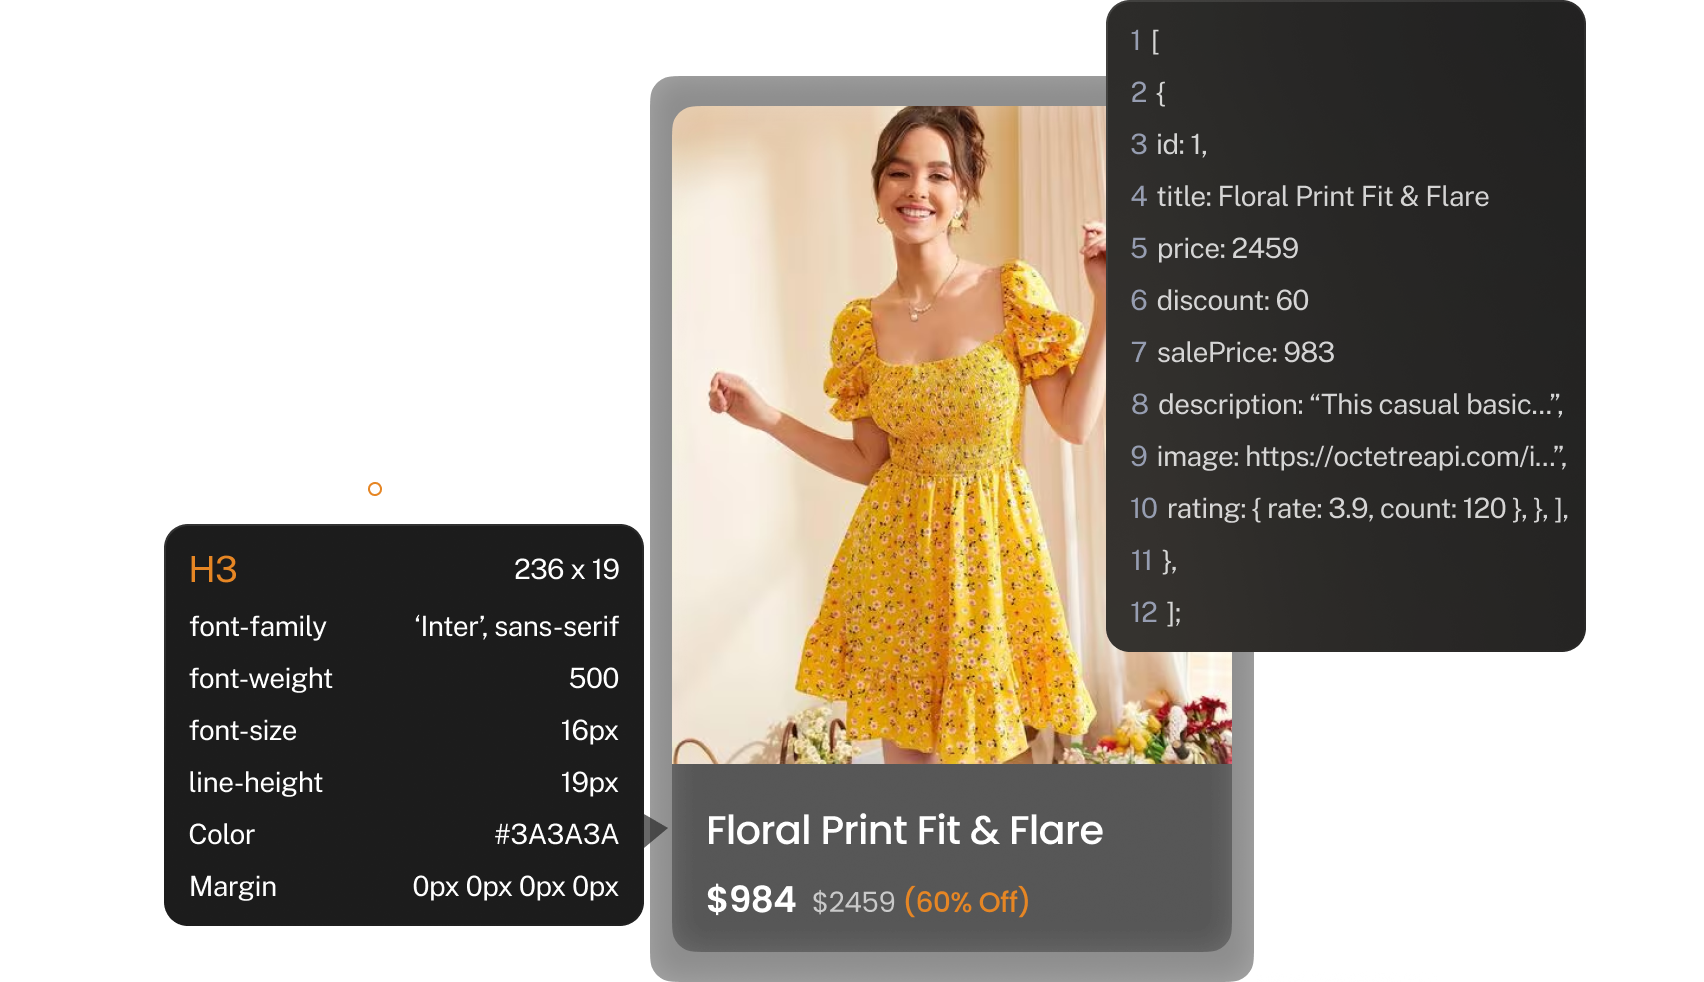 1 [
2 {
3 id: 1,
4 title: Floral Print Fit & Flare
5 price: 2459
6 discount: 60
7 salePrice: 983
8 description: “This casual basic...”,
9 image: https://octetreapi.com/i...”,
10 rating: { rate: 3.9, count: 120 }, }, ],
11 },
12 ];
H3 236 x 19
font-family ‘Inter’, sans-serif
font-weight 500
font-size 16px
line-height 19px
Color #3A3A3A
Margin 0px 0px 0px 0px
Floral Print Fit & Flare
$984 $2459 (60% Off)